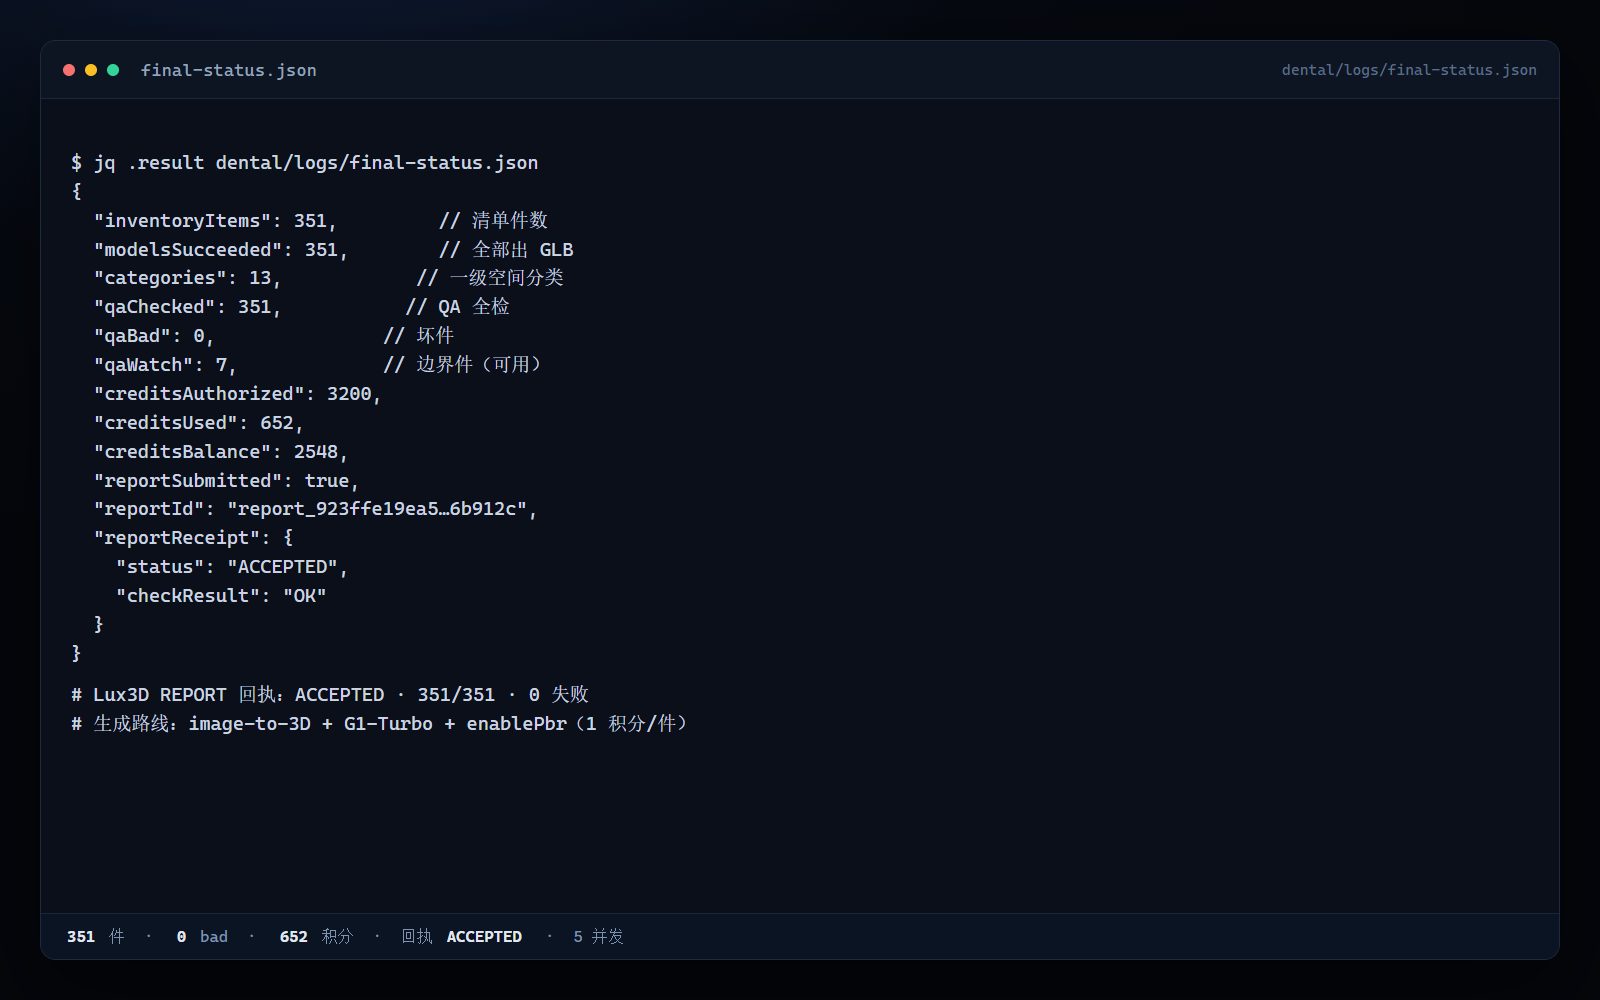 final-status.json
dental/logs/final-status.json
$ jq .result dental/logs/final-status.json
{
"inventoryItems": 351, // 清单件数
"modelsSucceeded": 351, // 全部出 GLB
"categories": 13, // 一级空间分类
"qaChecked": 351, // QA 全检
"qaBad": 0, // 坏件
"qaWatch": 7, // 边界件（可用）
"creditsAuthorized": 3200,
"creditsUsed": 652,
"creditsBalance": 2548,
"reportSubmitted": true,
"reportId": "report_923ffe19ea5…6b912c",
"reportReceipt": {
"status": "ACCEPTED",
"checkResult": "OK"
}
}
# Lux3D REPORT 回执：ACCEPTED · 351/351 · 0 失败
# 生成路线：image-to-3D + G1-Turbo + enablePbr（1 积分/件）
351 件 · 0 bad · 652 积分 · 回执 ACCEPTED · 5 并发